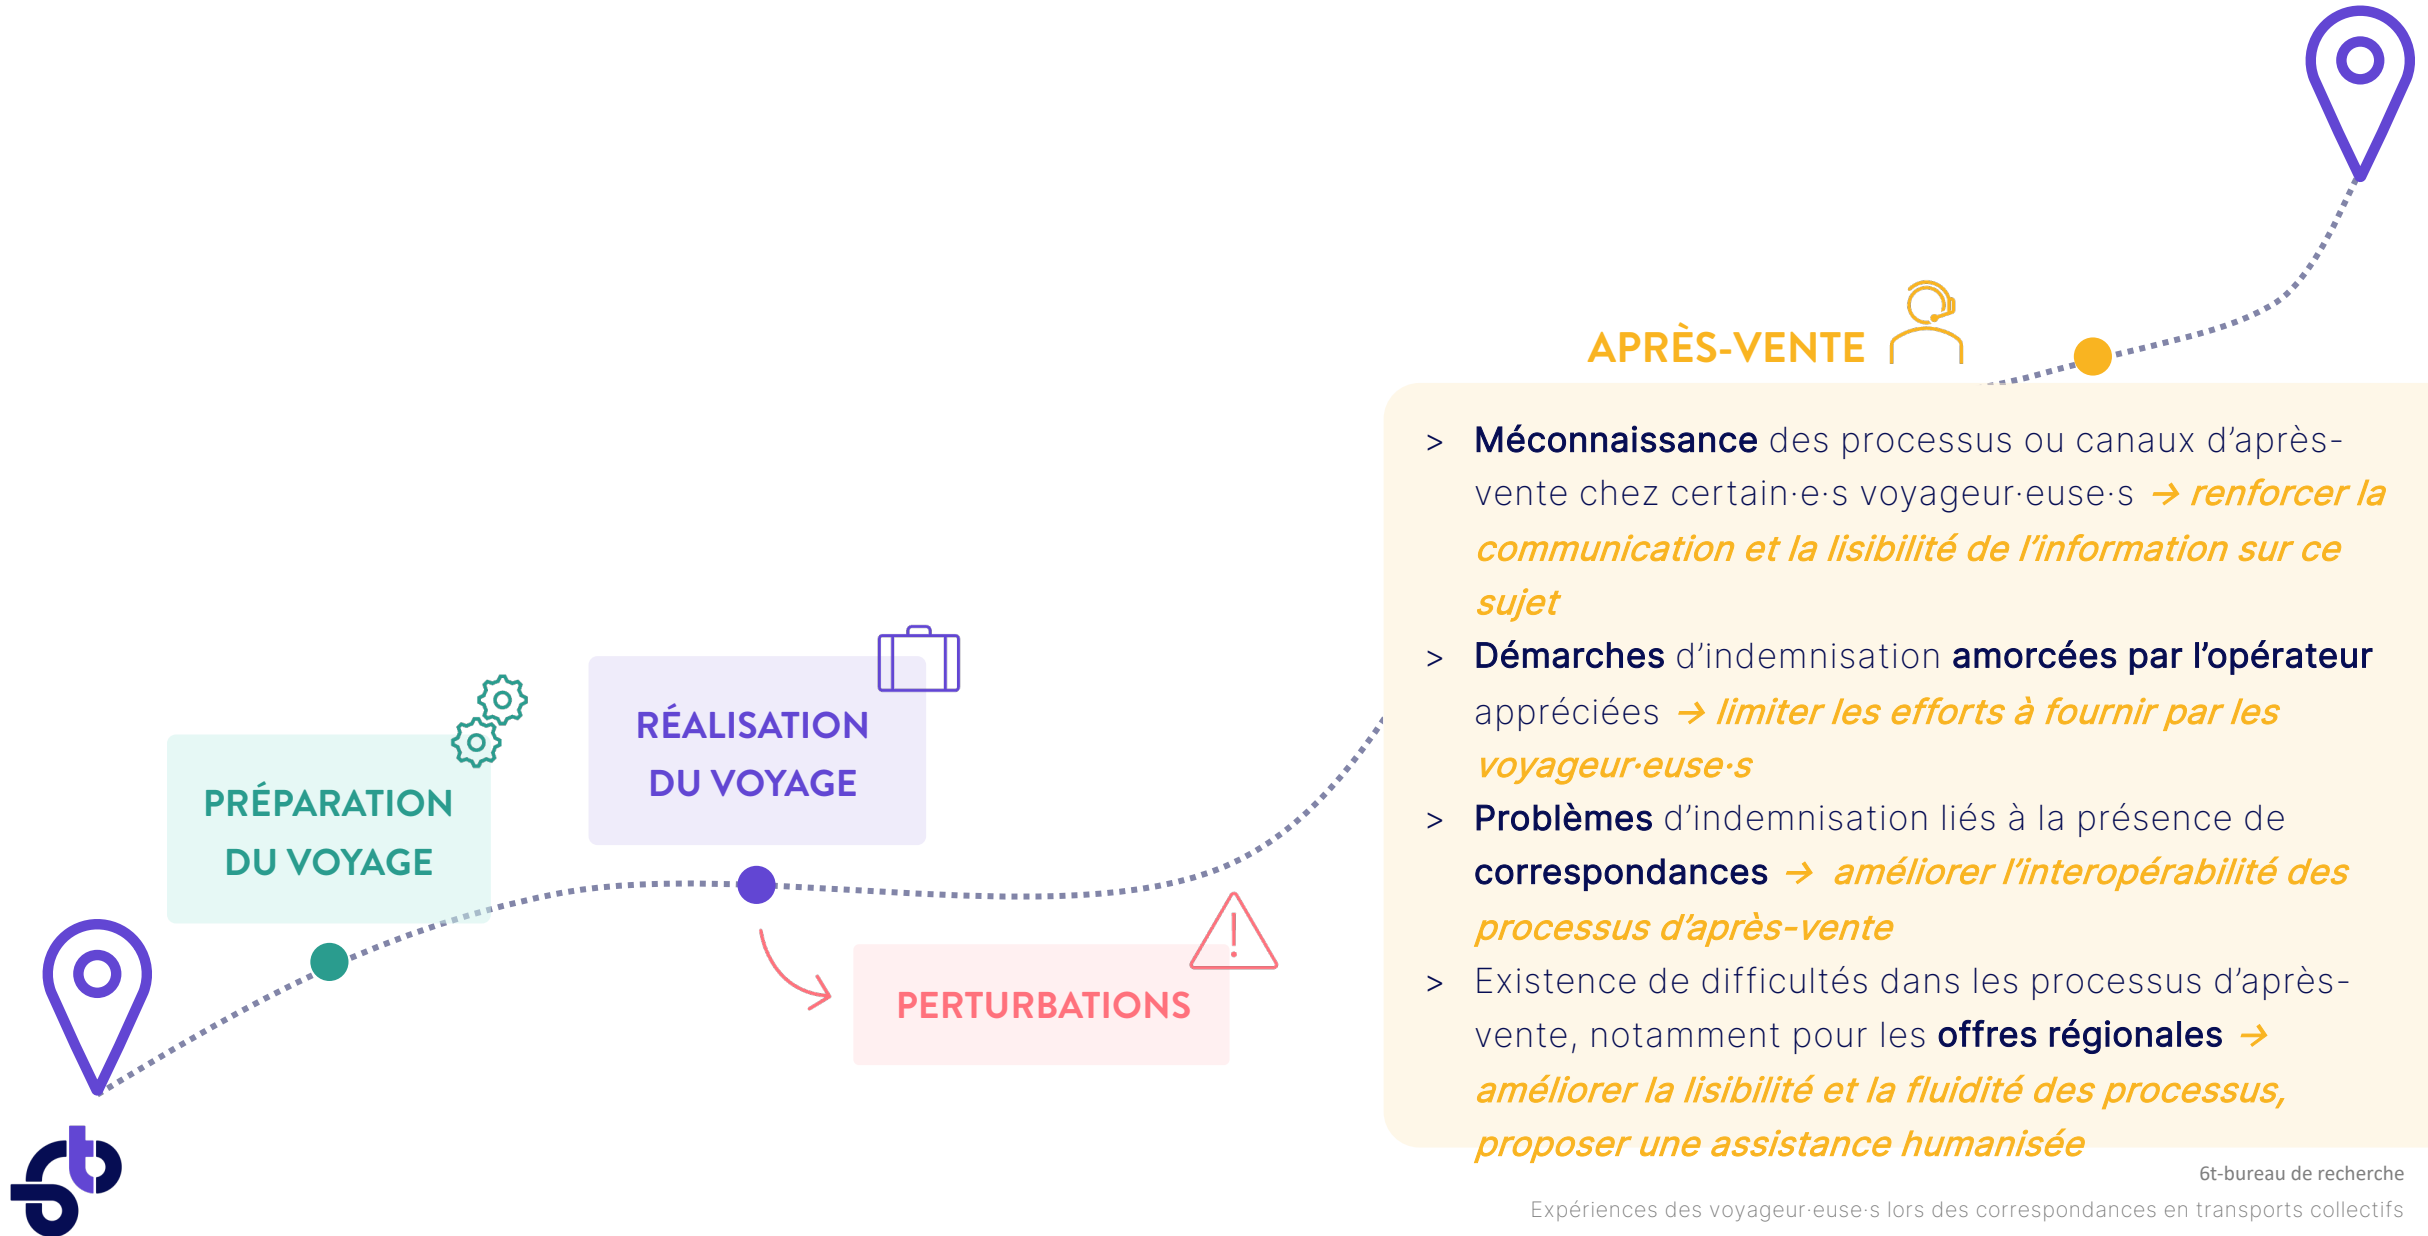 APRÈS-VENTE
> Méconnaissance des processus ou canaux d’après-
vente chez certain·e·s voyageur·euse·s → renforcer la
communication et la lisibilité de l’information sur ce
sujet
> Démarches d’indemnisation amorcées par l’opérateur
appréciées → limiter les efforts à fournir par les
voyageur·euse·s
> Problèmes d’indemnisation liés à la présence de
correspondances → améliorer l’interopérabilité des
processus d’après-vente
> Existence de difficultés dans les processus d’après-
vente, notamment pour les offres régionales →
améliorer la lisibilité et la fluidité des processus,
proposer une assistance humanisée
RÉALISATION
DU VOYAGE
PRÉPARATION
DU VOYAGE
PERTURBATIONS
6t
6t-bureau de recherche
Expériences des voyageur·euse·s lors des correspondances en transports collectifs